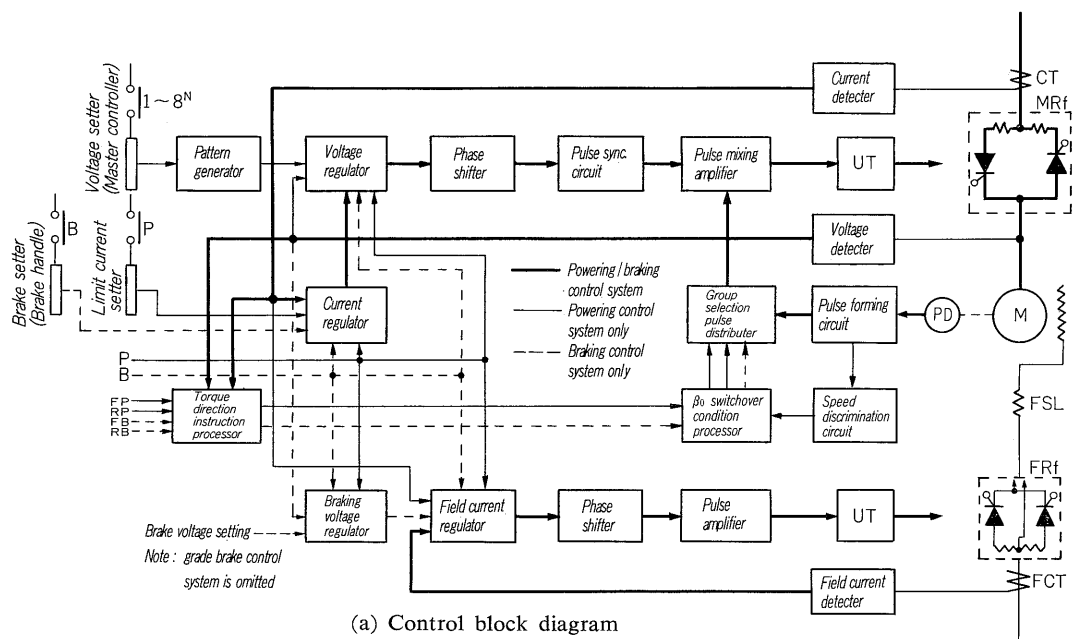 Voltage setter
(Master controller)
1~8ᴺ
Pattern
generator
Voltage
regulator
Phase
shifter
Pulse sync.
circuit
Pulse mixing
amplifier
UT
Current
detecter
CT
MRf
Brake setter
(Brake handle)
B
Limit current
setter
P
Voltage
detecter
Current
regulator
Powering / braking
control system
Powering control
system only
Braking control
system only
Group
selection
pulse
distributer
Pulse forming
circuit
PD
M
P
B
FP
RP
FB
RB
Torque
direction
instruction
processor
β₀ switchover
condition
processor
Speed
discrimination
circuit
FSL
FRf
Braking
voltage
regulator
Field current
regulator
Phase
shifter
Pulse
amplifier
UT
Brake voltage setting
Note : grade brake control
system is omitted
Field current
detecter
FCT
(a) Control block diagram